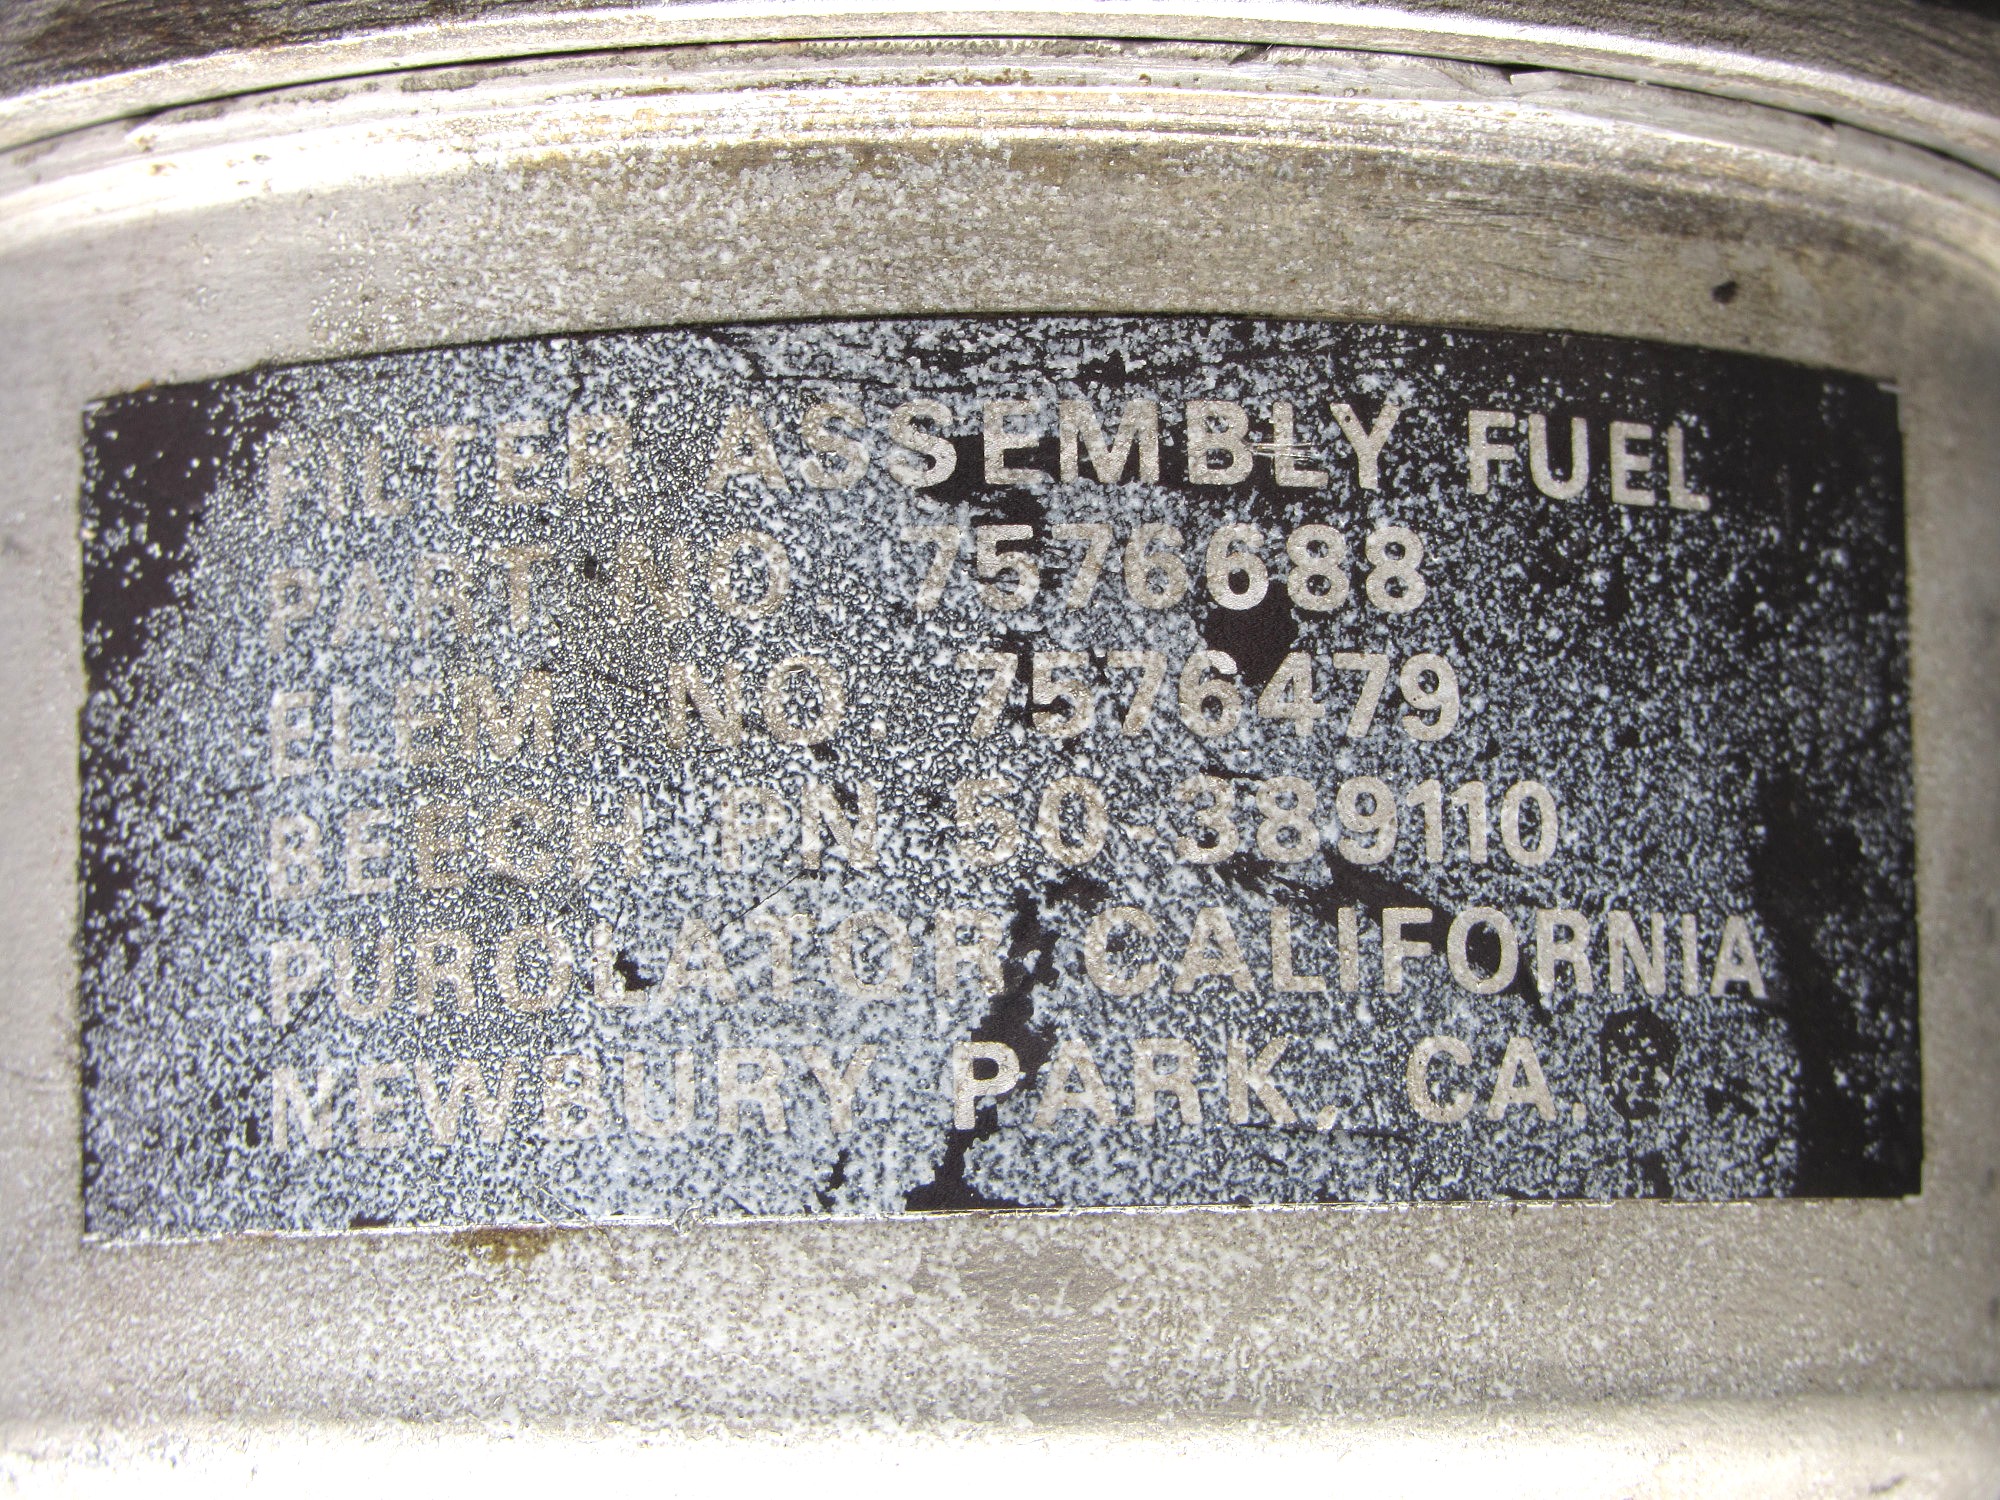 FILTER ASSEMBLY FUEL
PART NO. 7576688
ELEM. NO. 7576479
BEECH PN 50-389110
PUROLATOR CALIFORNIA
NEWBURY PARK, CA.